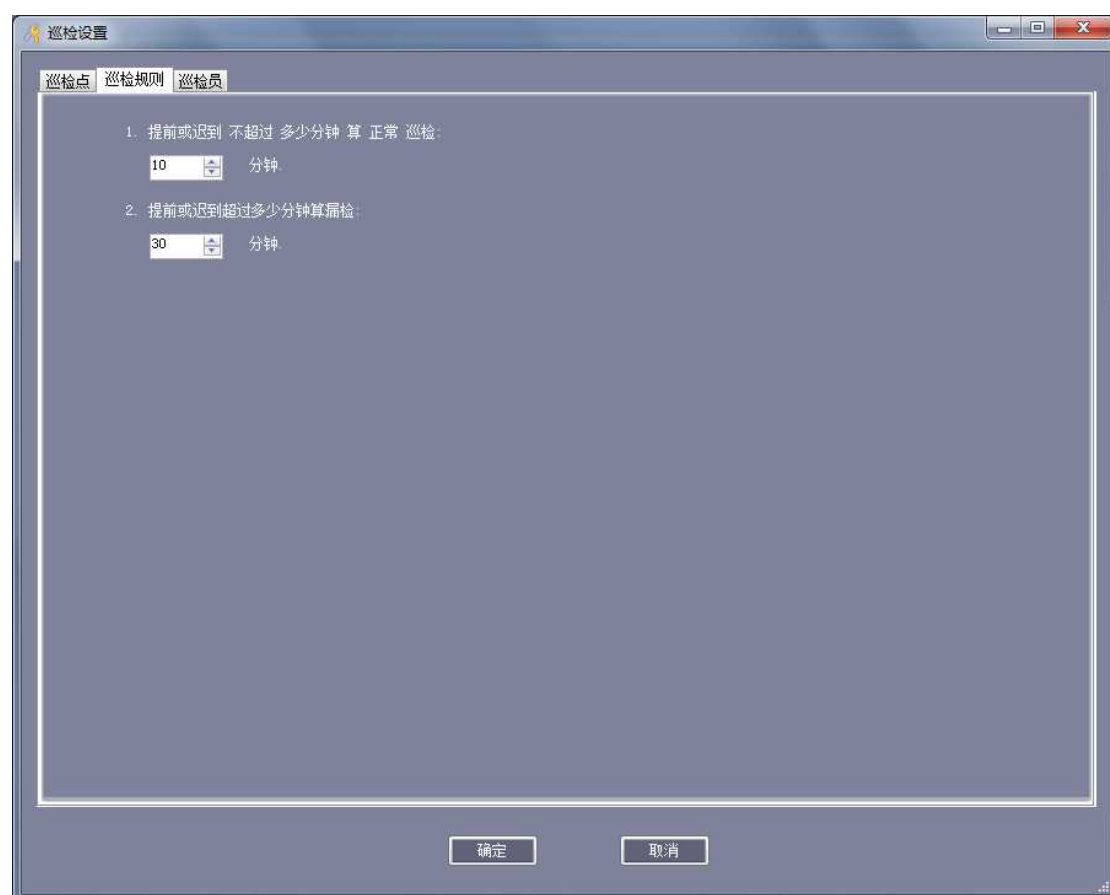 巡检设置
巡检点 巡检规则 巡检员
1. 提前或迟到 不超过 多少分钟 算 正常 巡检:
10 分钟.
2. 提前或迟到超过多少分钟算漏检:
30 分钟.
确定 取消